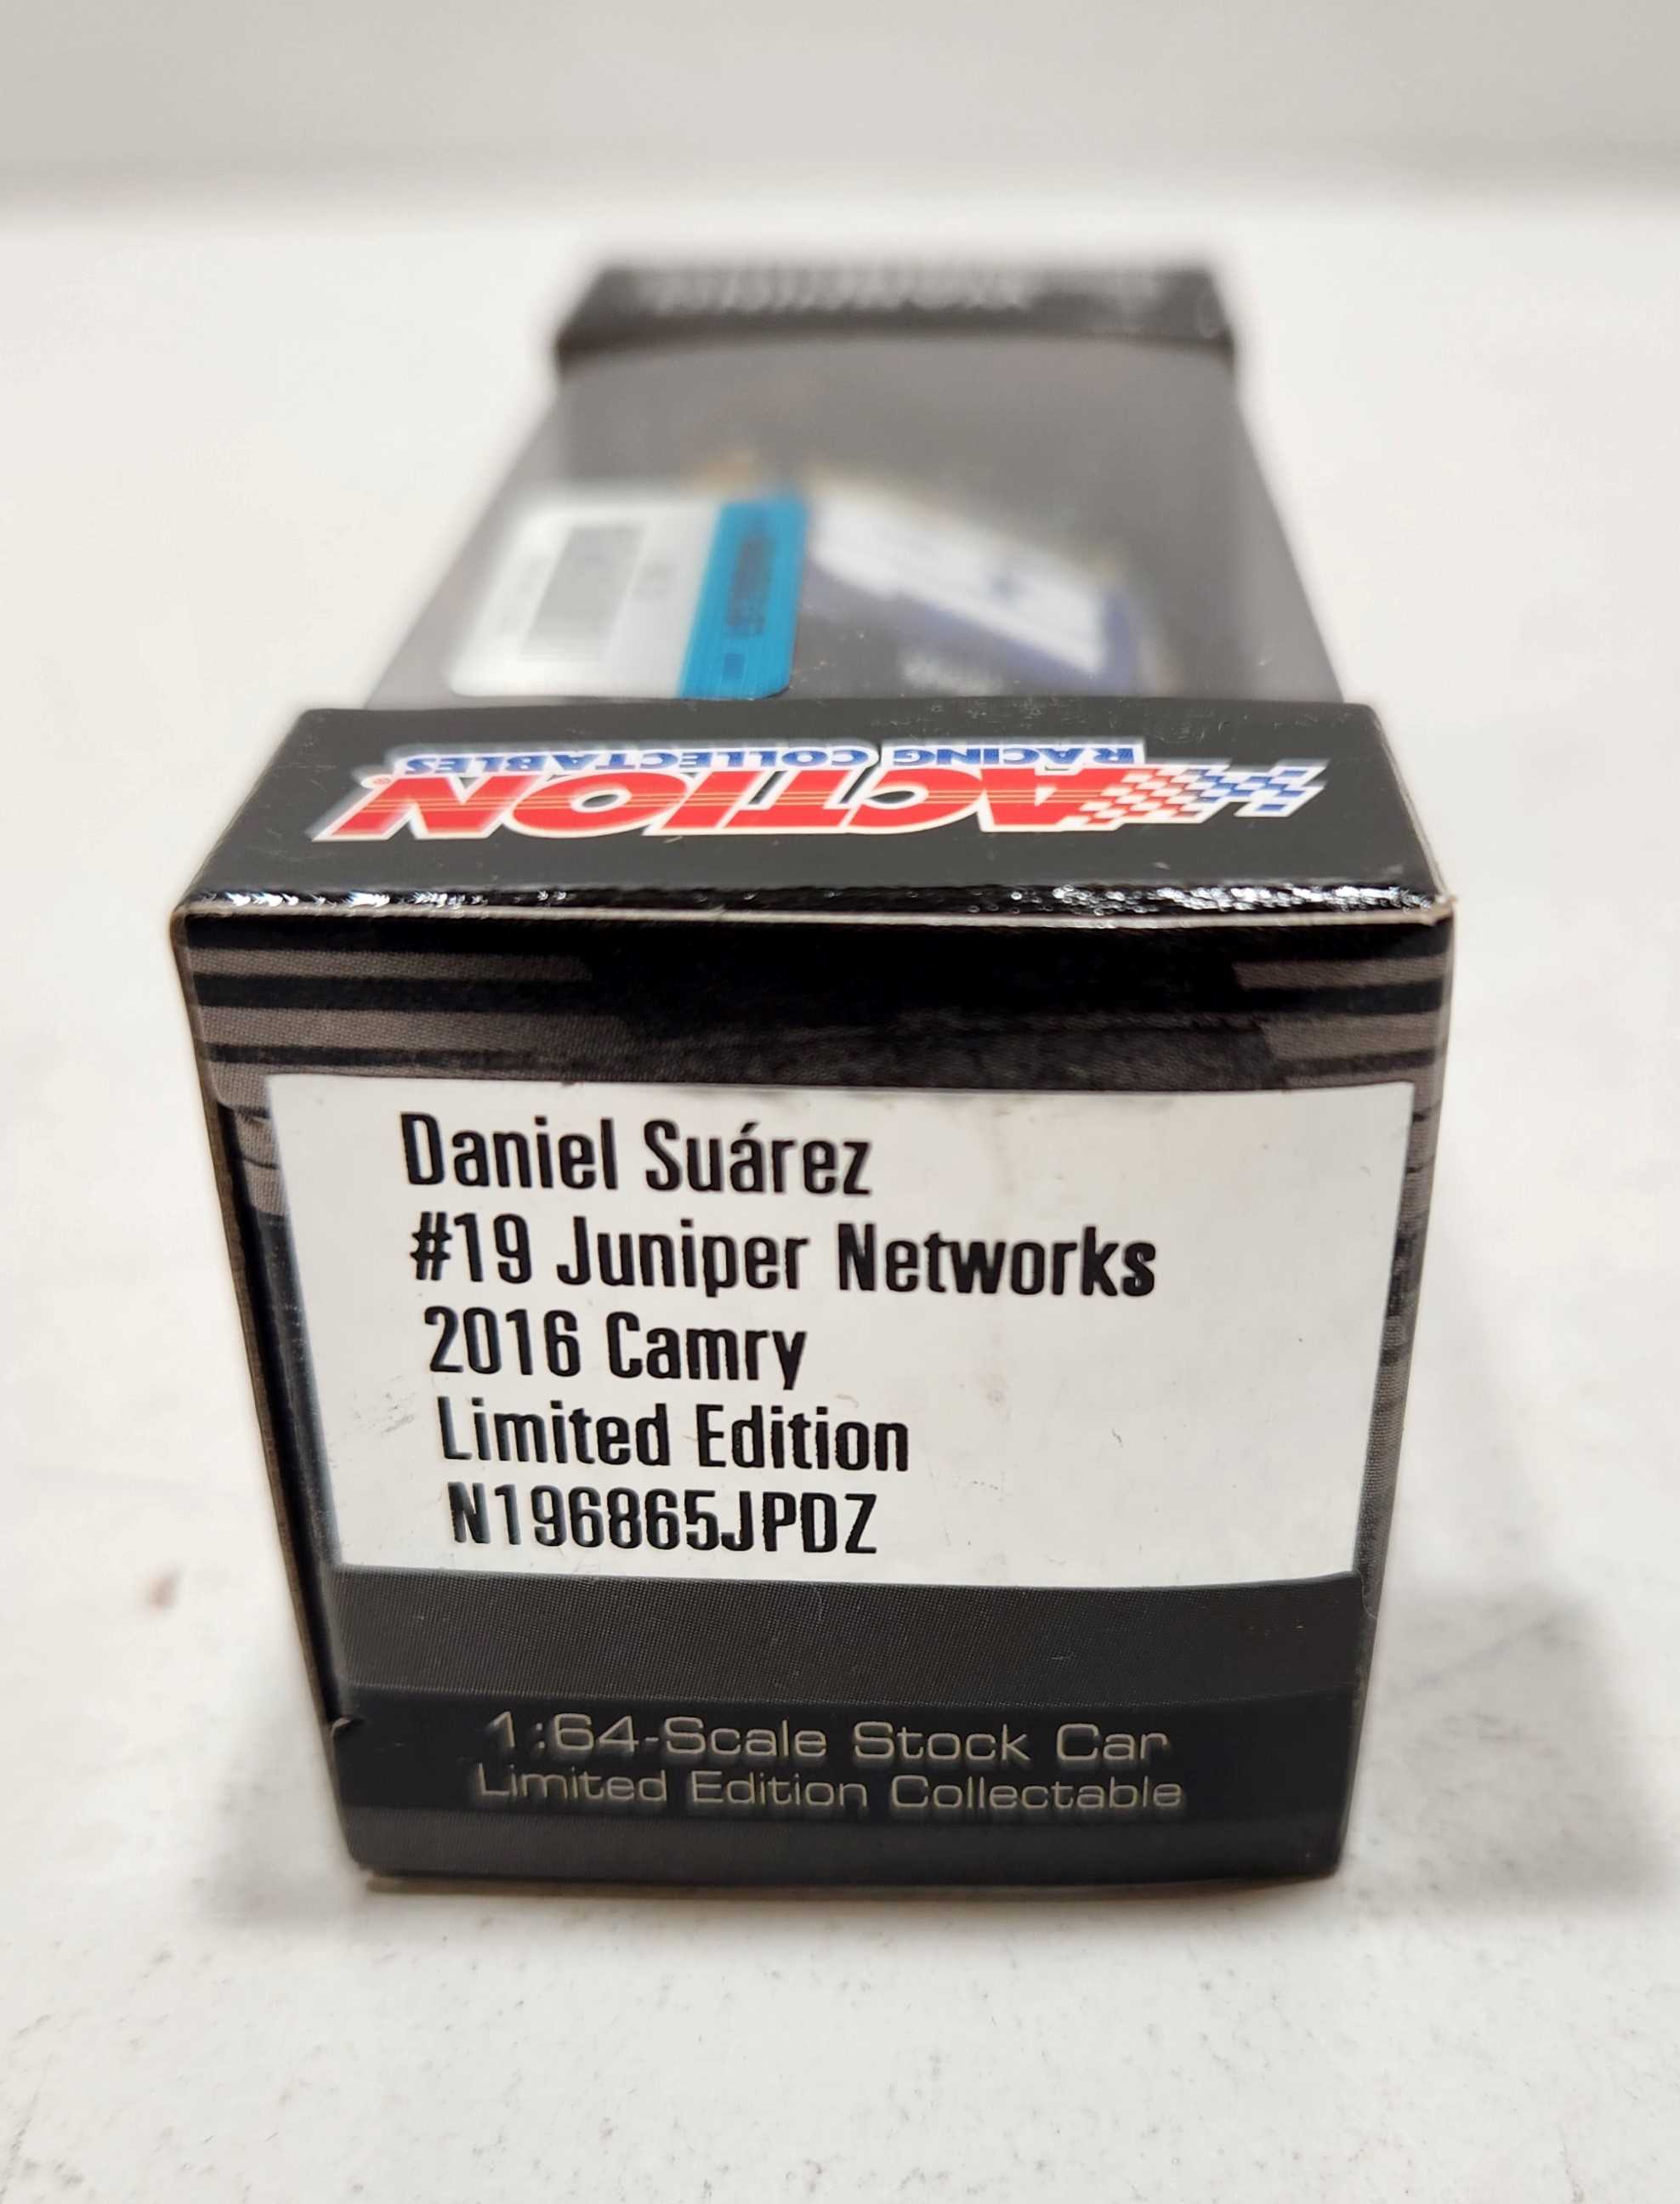 ACTION®
RACING COLLECTABLES
Daniel Suárez
#19 Juniper Networks
2016 Camry
Limited Edition
N196865JPDZ
1:64-Scale Stock Car
Limited Edition Collectable